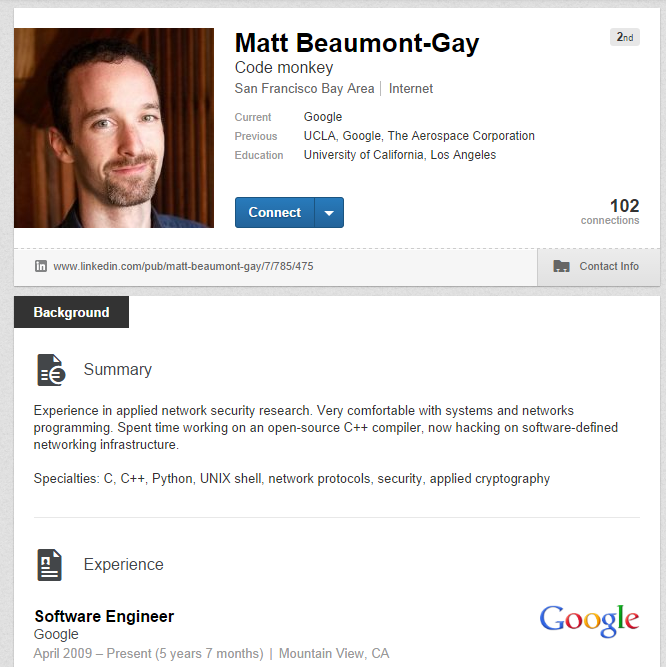 Matt Beaumont-Gay
2nd
Code monkey
San Francisco Bay Area | Internet
Current Google
Previous UCLA, Google, The Aerospace Corporation
Education University of California, Los Angeles
Connect
102
connections
in www.linkedin.com/pub/matt-beaumont-gay/7/785/475
Contact Info
Background
Summary
Experience in applied network security research. Very comfortable with systems and networks
programming. Spent time working on an open-source C++ compiler, now hacking on software-defined
networking infrastructure.
Specialties: C, C++, Python, UNIX shell, network protocols, security, applied cryptography
Experience
Software Engineer
Google
Google
April 2009 – Present (5 years 7 months) | Mountain View, CA